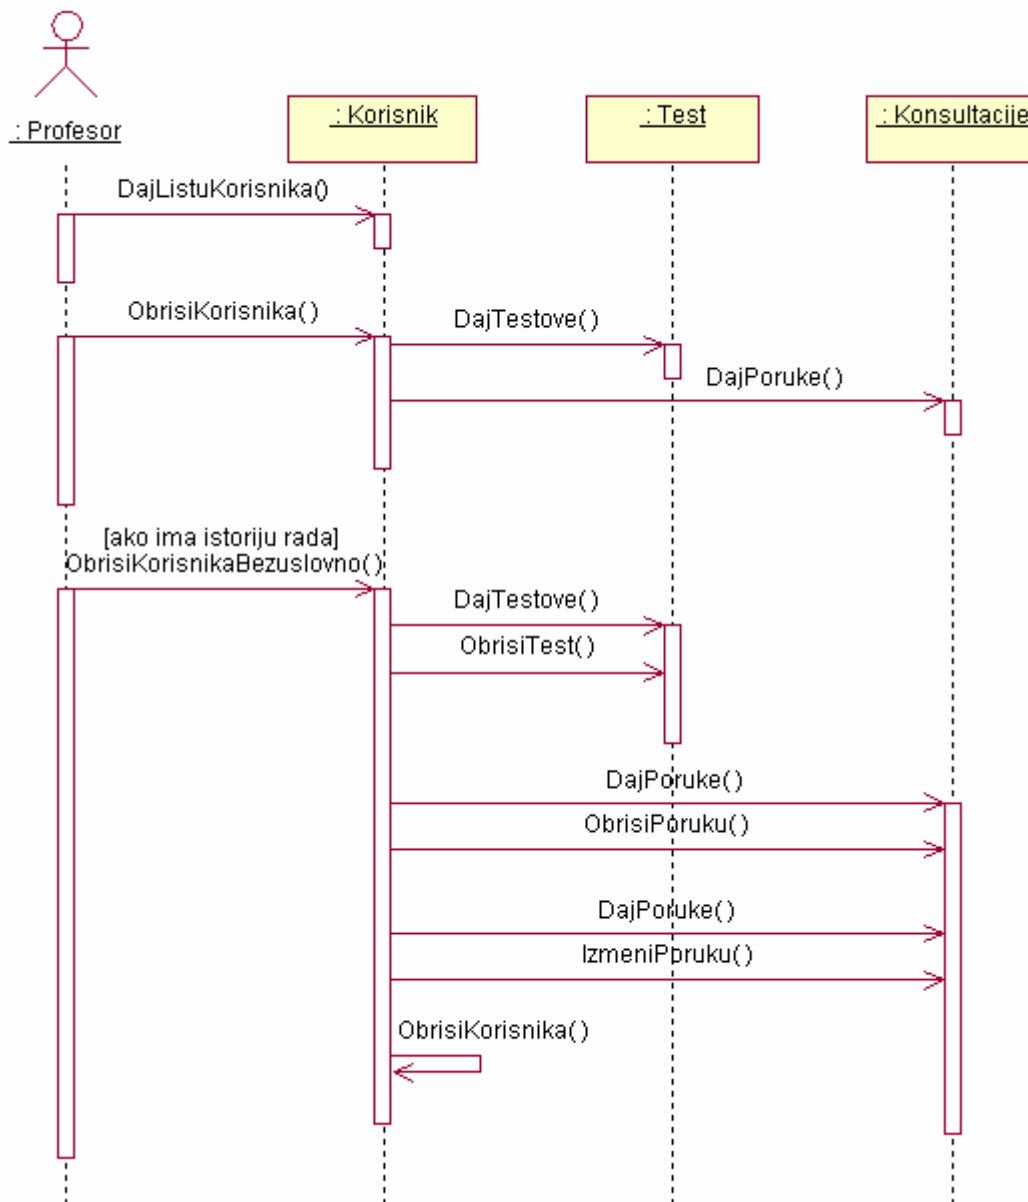 : Profesor
: Korisnik
: Test
: Konsultacije
DajListuKorisnika()
ObrisiKorisnika()
DajTestove()
DajPoruke()
[ako ima istoriju rada]
ObrisiKorisnikaBezuslovno()
DajTestove()
ObrisiTest()
DajPoruke()
ObrisiPoruku()
DajPoruke()
IzmeniPoruku()
ObrisiKorisnika()